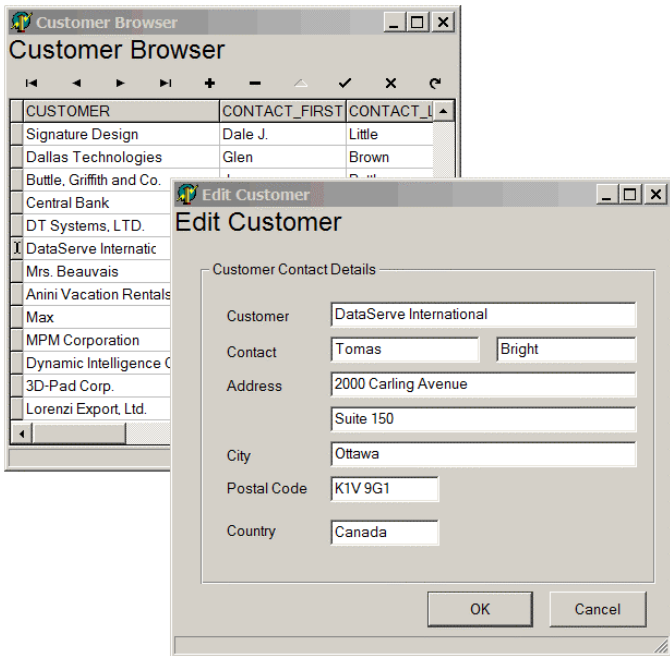 Customer Browser
Customer Browser
CUSTOMER CONTACT_FIRST CONTACT_L
Signature Design Dale J. Little
Dallas Technologies Glen Brown
Buttle, Griffith and Co.
Central Bank
DT Systems, LTD.
DataServe Internatic
Mrs. Beauvais
Anini Vacation Rentals
Max
MPM Corporation
Dynamic Intelligence C
3D-Pad Corp.
Lorenzi Export, Ltd.
Edit Customer
Edit Customer
Customer Contact Details
Customer DataServe International
Contact Tomas Bright
Address 2000 Carling Avenue
Suite 150
City Ottawa
Postal Code K1V 9G1
Country Canada
OK Cancel